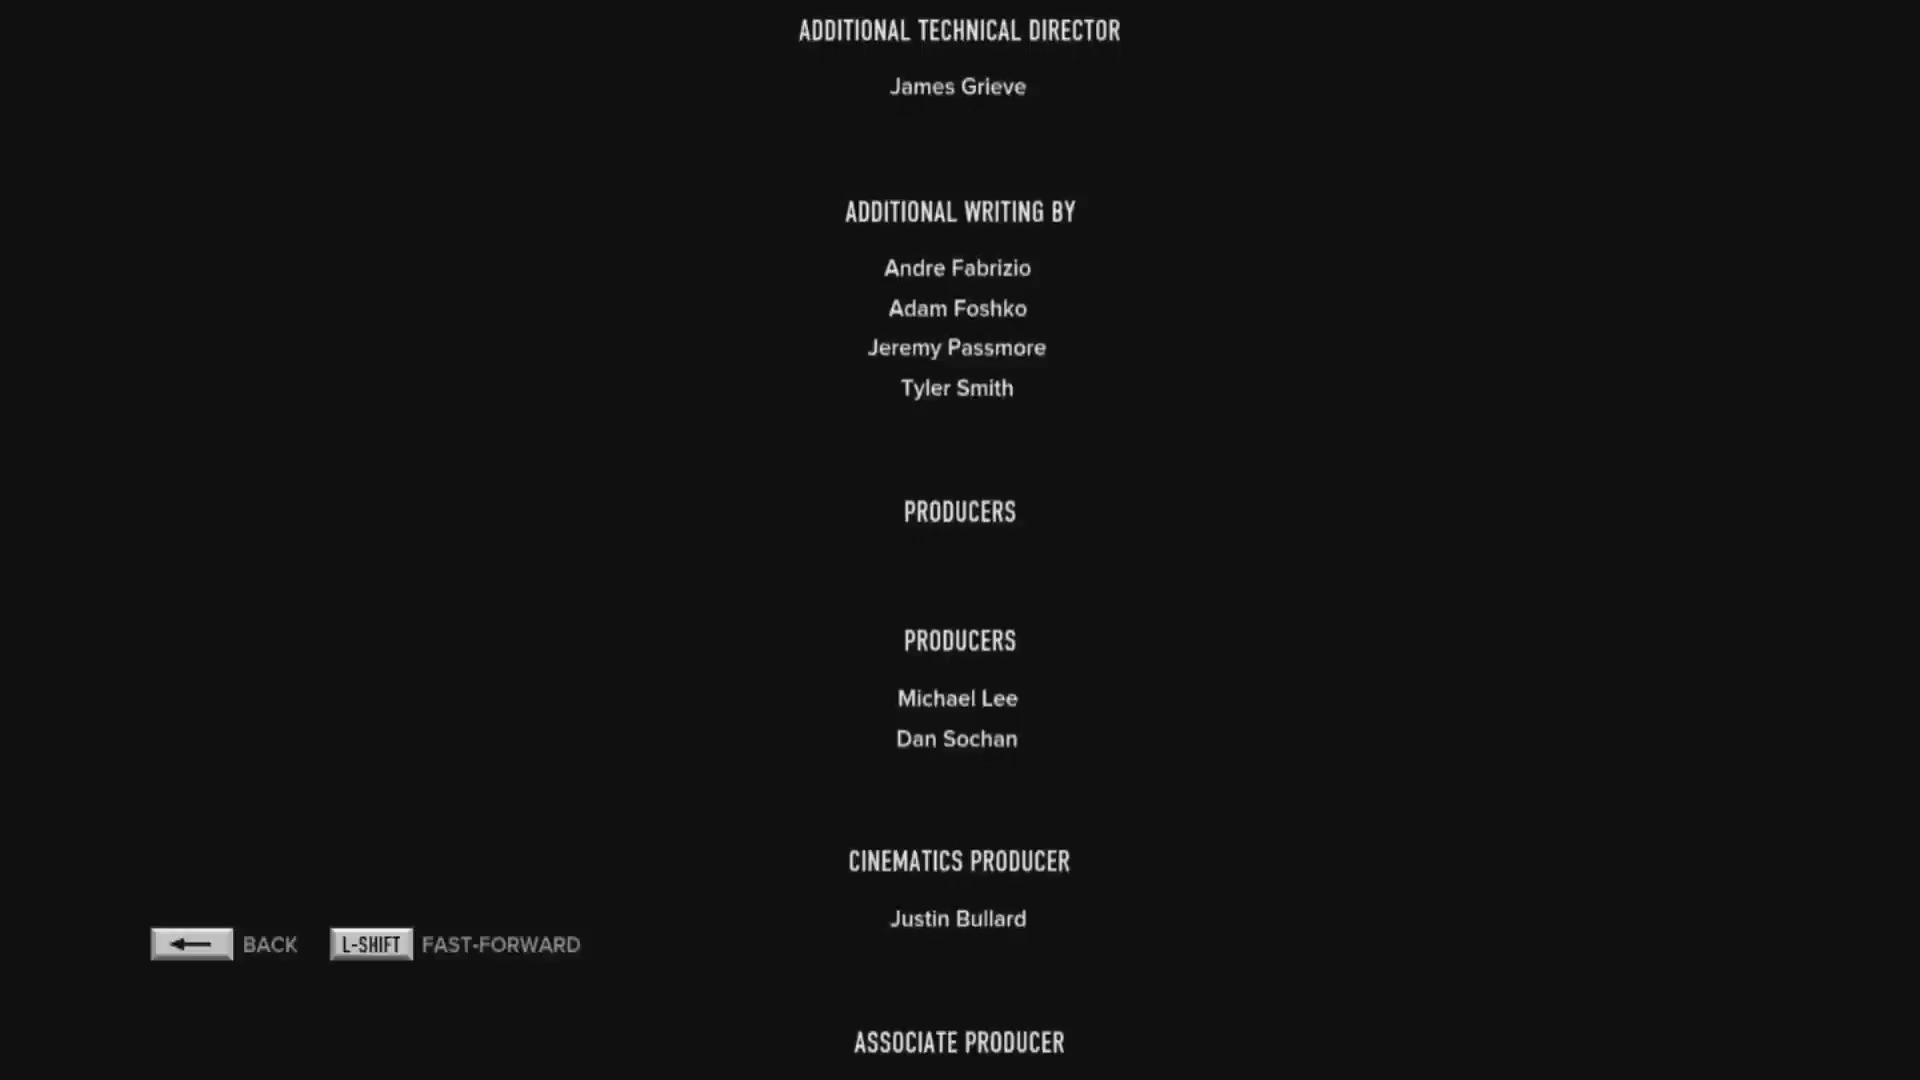 ADDITIONAL TECHNICAL DIRECTOR
James Grieve
ADDITIONAL WRITING BY
Andre Fabrizio
Adam Foshko
Jeremy Passmore
Tyler Smith
PRODUCERS
PRODUCERS
Michael Lee
Dan Sochan
CINEMATICS PRODUCER
Justin Bullard
BACK L-SHIFT FAST-FORWARD
ASSOCIATE PRODUCER